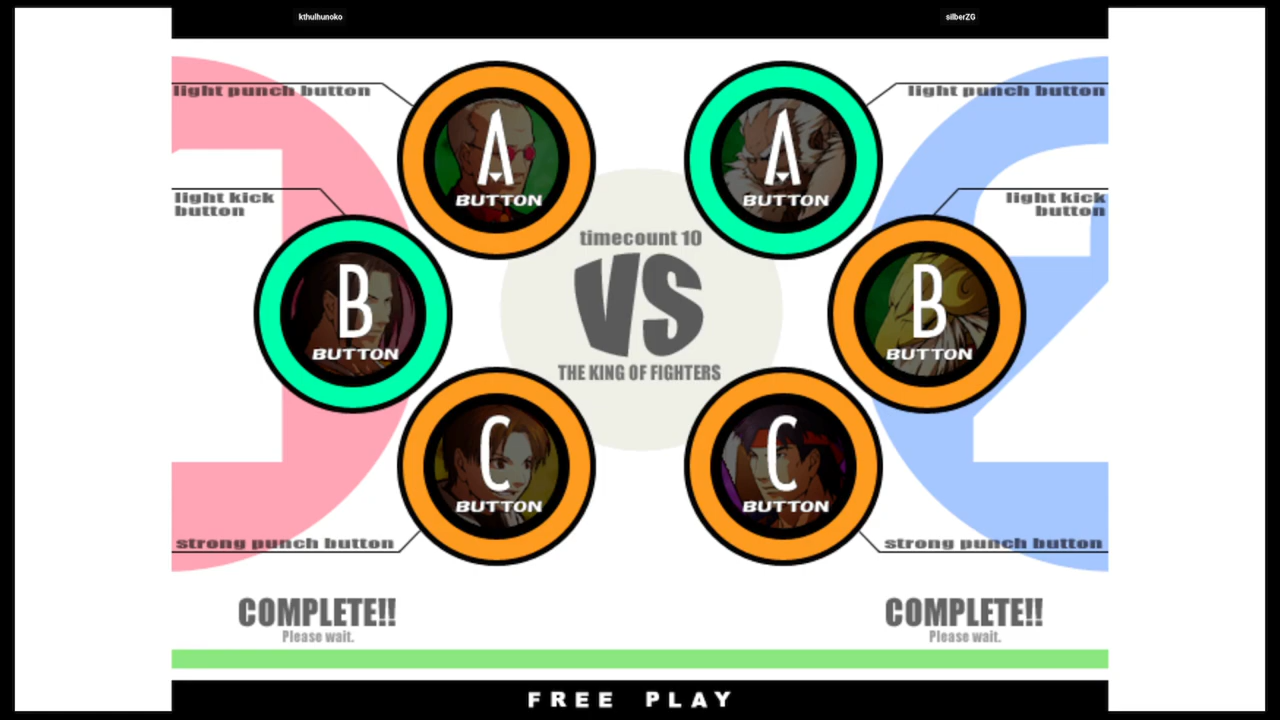 kthulhunoko
silberZG
light punch button
light punch button
A
BUTTON
A
BUTTON
light kick
button
light kick
button
B
BUTTON
timecount 10
VS
THE KING OF FIGHTERS
B
BUTTON
C
BUTTON
C
BUTTON
strong punch button
strong punch button
COMPLETE!!
Please wait.
COMPLETE!!
Please wait.
FREE PLAY